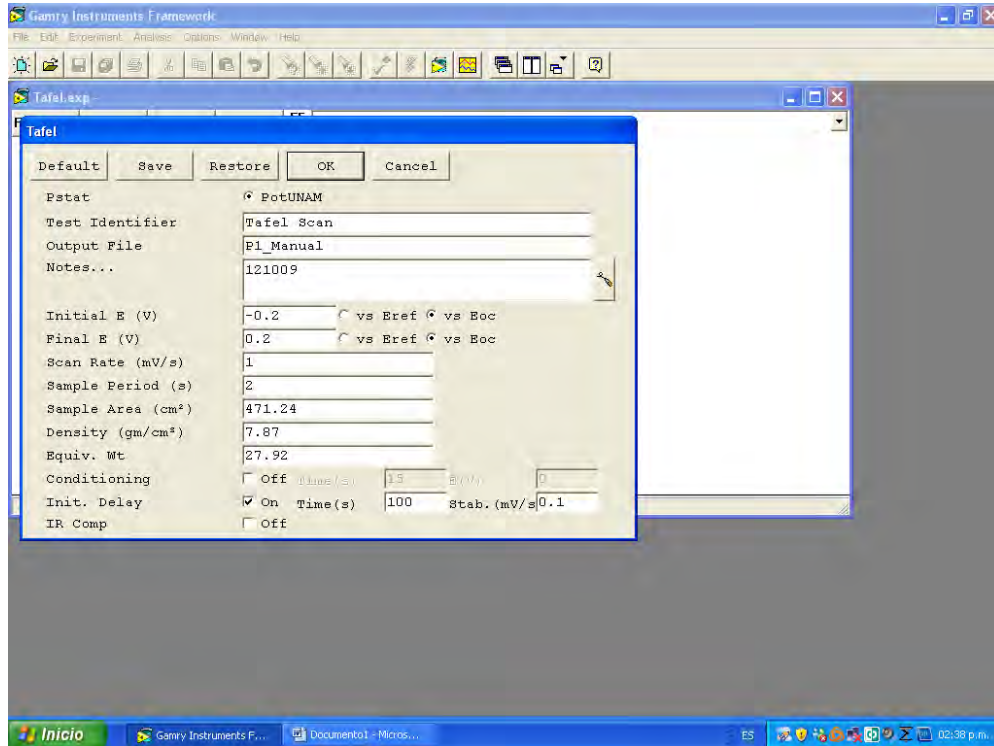 Gamry Instruments Framework
File Edit Experiment Analysis Options Window Help
Tafel.exp
Tafel
Default Save Restore OK Cancel
Pstat PotUNAM
Test Identifier Tafel Scan
Output File P1_Manual
Notes... 121009
Initial E (V) -0.2 vs Eref vs Eoc
Final E (V) 0.2 vs Eref vs Eoc
Scan Rate (mV/s) 1
Sample Period (s) 2
Sample Area (cm²) 471.24
Density (gm/cm³) 7.87
Equiv. Wt 27.92
Conditioning Off Time(s) 15 E(V) 0
Init. Delay On Time(s) 100 Stab.(mV/s 0.1
IR Comp Off
Inicio Gamry Instruments F... Documento1 - Micros... ES 02:38 p.m.